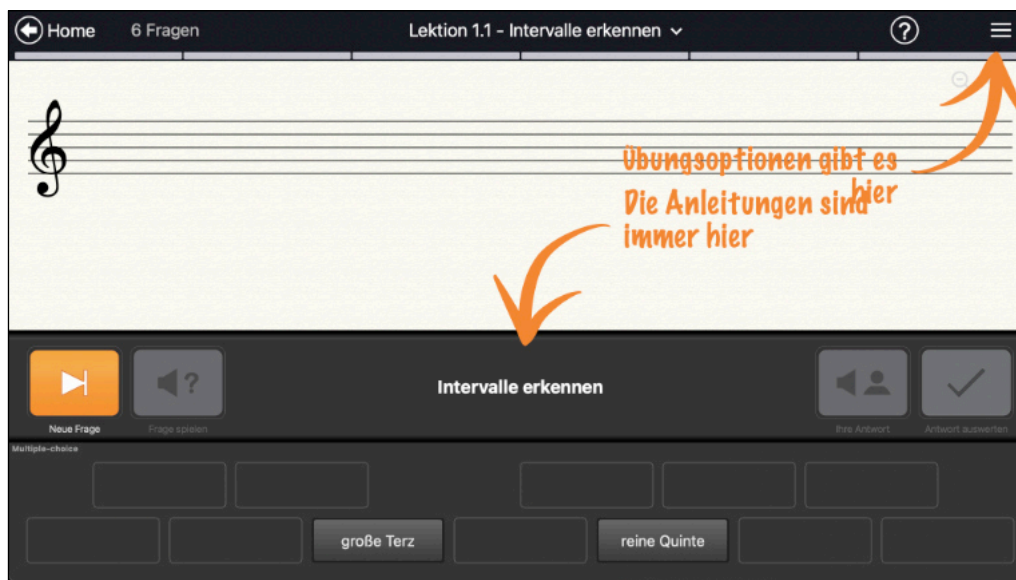 Home
6 Fragen
Lektion 1.1 - Intervalle erkennen
?
Übungsoptionen gibt es
hier
Die Anleitungen sind
immer hier
?
Intervalle erkennen
Neue Frage
Frage spielen
Ihre Antwort
Antwort auswerten
Multiple-choice
große Terz
reine Quinte